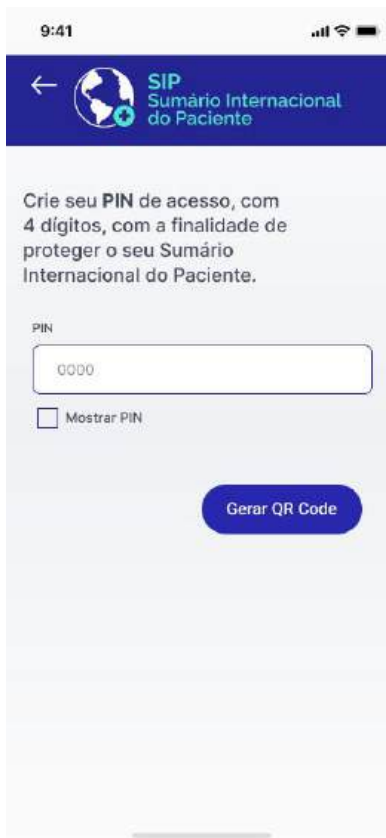 9:41
SIP
Sumário Internacional
do Paciente
Crie seu PIN de acesso, com
4 dígitos, com a finalidade de
proteger o seu Sumário
Internacional do Paciente.
PIN
0000
Mostrar PIN
Gerar QR Code